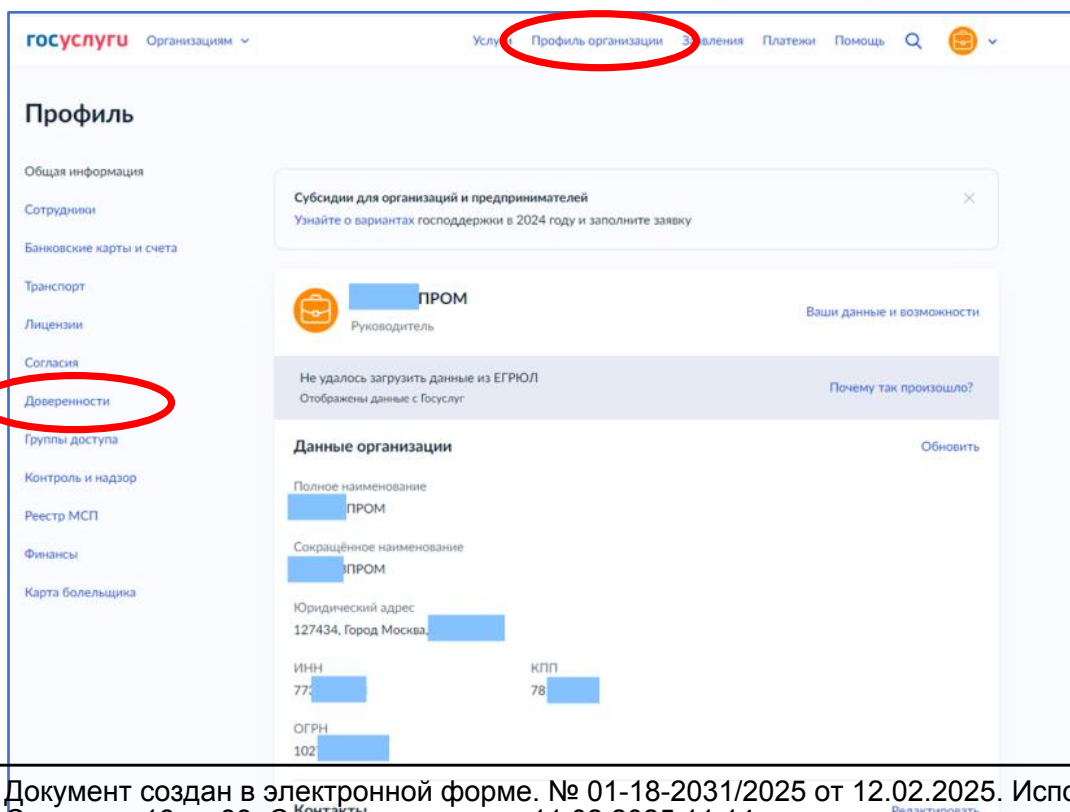 госуслуги Организациям Услуги Профиль организации Заявления Платежи Помощь
Профиль
Общая информация
Сотрудники
Банковские карты и счета
Транспорт
Лицензии
Согласия
Доверенности
Группы доступа
Контроль и надзор
Реестр МСП
Финансы
Карта болельщика
Субсидии для организаций и предпринимателей
Узнайте о вариантах господдержки в 2024 году и заполните заявку
ПРОМ
Руководитель
Ваши данные и возможности
Не удалось загрузить данные из ЕГРЮЛ
Отображены данные с Госуслуг
Почему так произошло?
Данные организации
Обновить
Полное наименование
ПРОМ
Сокращённое наименование
ПРОМ
Юридический адрес
127434, Город Москва,
ИНН КПП
77 78
ОГРН
102
Контакты Редактировать
Документ создан в электронной форме. № 01-18-2031/2025 от 12.02.2025. Испо